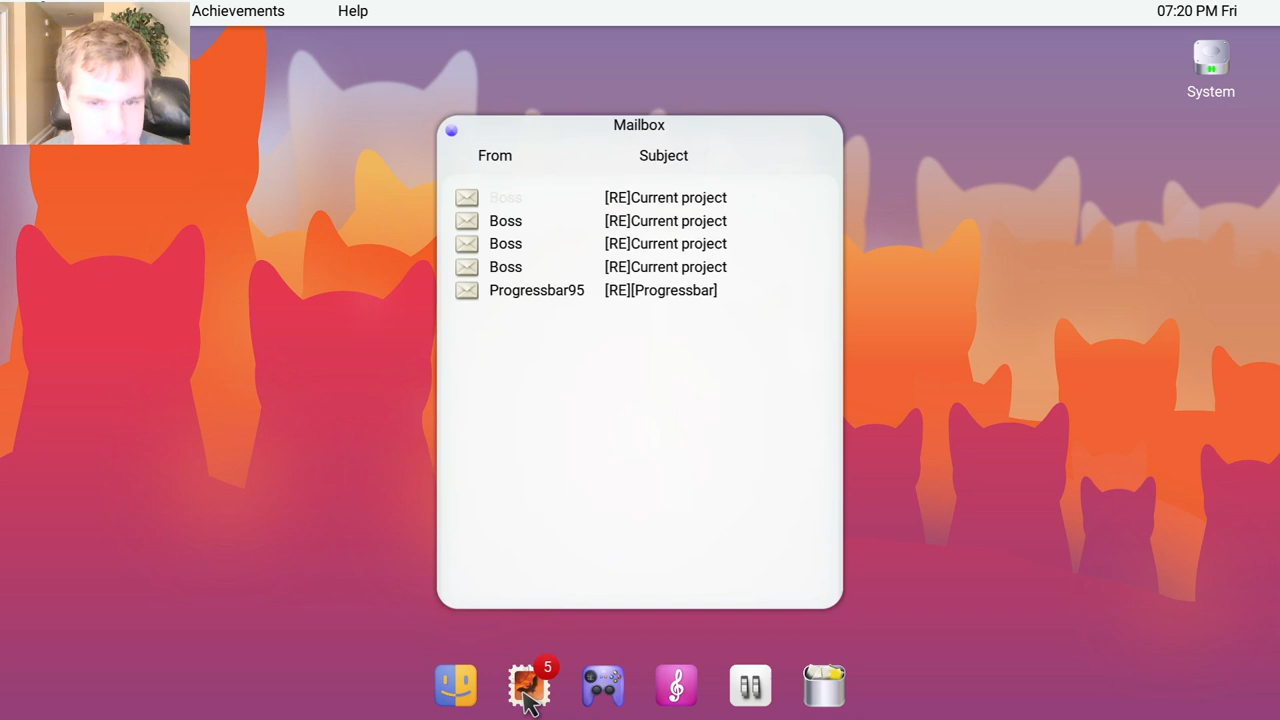 Achievements Help 07:20 PM Fri
System
Mailbox
From Subject
Boss [RE]Current project
Boss [RE]Current project
Boss [RE]Current project
Boss [RE]Current project
Progressbar95 [RE][Progressbar]
5